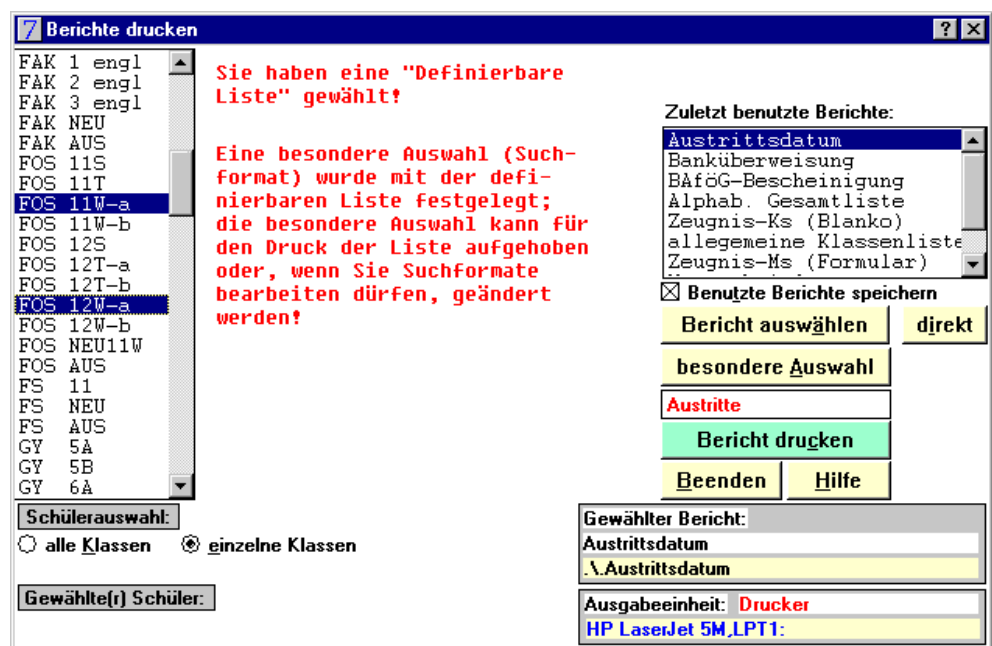 7 Berichte drucken
FAK 1 engl
FAK 2 engl
FAK 3 engl
FAK NEU
FAK AUS
FOS 11S
FOS 11T
FOS 11W-a
FOS 11W-b
FOS 12S
FOS 12T-a
FOS 12T-b
FOS 12W-a
FOS 12W-b
FOS NEU11W
FOS AUS
FS 11
FS NEU
FS AUS
GY 5A
GY 5B
GY 6A
Sie haben eine "Definierbare
Liste" gewählt!
Eine besondere Auswahl (Such-
format) wurde mit der defi-
nierbaren Liste festgelegt;
die besondere Auswahl kann für
den Druck der Liste aufgehoben
oder, wenn Sie Suchformate
bearbeiten dürfen, geändert
werden!
Zuletzt benutzte Berichte:
Austrittsdatum
Banküberweisung
BAföG-Bescheinigung
Alphab. Gesamtliste
Zeugnis-Ks (Blanko)
allegemeine Klassenliste
Zeugnis-Ms (Formular)
Benutzte Berichte speichern
Bericht auswählen
direkt
besondere Auswahl
Austritte
Bericht drucken
Beenden
Hilfe
Schülerauswahl:
alle Klassen
einzelne Klassen
Gewählte(r) Schüler:
Gewählter Bericht:
Austrittsdatum
.\.Austrittsdatum
Ausgabeeinheit: Drucker
HP LaserJet 5M,LPT1: